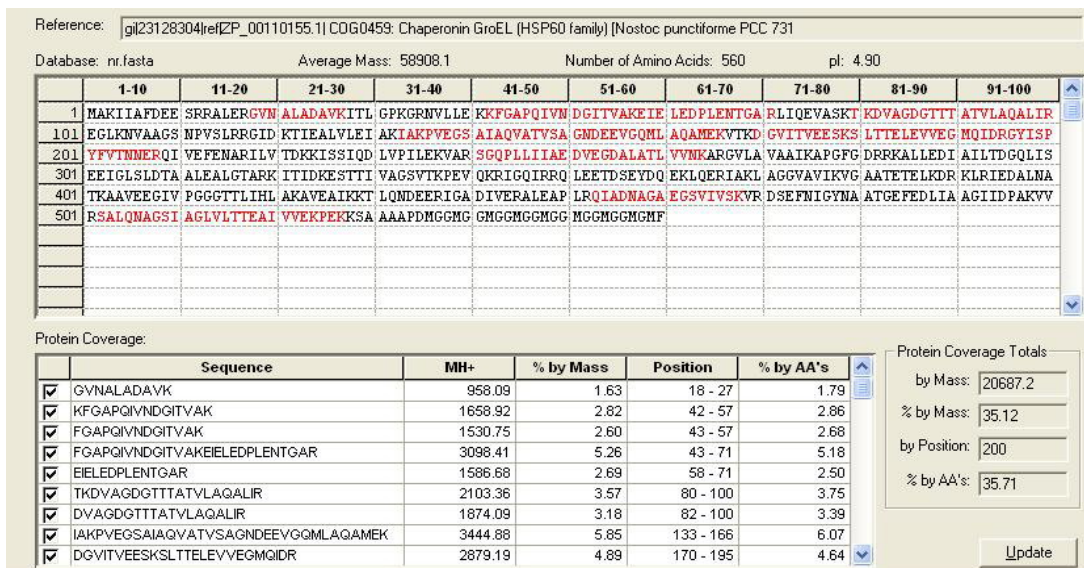 Reference: gi|23128304|ref|ZP_00110155.1| COG0459: Chaperonin GroEL (HSP60 family) [Nostoc punctiforme PCC 731
Database: nr.fasta Average Mass: 58908.1 Number of Amino Acids: 560 pI: 4.90
1-10 11-20 21-30 31-40 41-50 51-60 61-70 71-80 81-90 91-100
1 MAKIIAFDEE SRRALERGVN ALADAVKITL GPKGRNVLLE KKFGAPQIVN DGITVAKEIE LEDPLENTGA RLIQEVASKT KDVAGDGTTT ATVLAQALIR
101 EGLKNVAAGS NPVSLRRGID KTIEALVLEI AKIAKPVEGS AIAQVATVSA GNDEEVGQML AQAMEKVTKD GVITVEESKS LTTELEVVEG MQIDRGYISP
201 YFVTNNERQI VEFENARILV TDKKISSIQD LVPILEKVAR SGQPLLIIAE DVEGDALATL VVNKARGVLA VAAIKAPGFG DRRKALLEDI AILTDGQLIS
301 EEIGLSLDTA ALEALGTARK ITIDKESTTI VAGSVTKPEV QKRIGQIRRQ LEETDSEYDQ EKLQERIAKL AGGVAVIKVG AATETELKDR KLRIEDALNA
401 TKAAVEEGIV PGGGTTLIHL AKAVEAIKKT LQNDEERIGA DIVERALEAP LRQIADNAGA EGSVIVSKVR DSEFNIGYNA ATGEFEDLIA AGIIDPAKVV
501 RSALQNAGSI AGLVLTTEAI VVEKPEKKSA AAAPDMGGMG GMGGMGGMGG MGGMGGMGMF
Protein Coverage:
Sequence MH+ % by Mass Position % by AA's
GVNALADAVK 958.09 1.63 18 - 27 1.79
KFGAPQIVNDGITVAK 1658.92 2.82 42 - 57 2.86
FGAPQIVNDGITVAK 1530.75 2.60 43 - 57 2.68
FGAPQIVNDGITVAKEIELEDPLENTGAR 3098.41 5.26 43 - 71 5.18
EIELEDPLENTGAR 1586.68 2.69 58 - 71 2.50
TKDVAGDGTTTATVLAQALIR 2103.36 3.57 80 - 100 3.75
DVAGDGTTTATVLAQALIR 1874.09 3.18 82 - 100 3.39
IAKPVEGSAIAQVATVSAGNDEEVGQMLAQAMEK 3444.88 5.85 133 - 166 6.07
DGVITVEESKSLTTELEVVEGMQIDR 2879.19 4.89 170 - 195 4.64
Protein Coverage Totals
by Mass: 20687.2
% by Mass: 35.12
by Position: 200
% by AA's: 35.71
Update